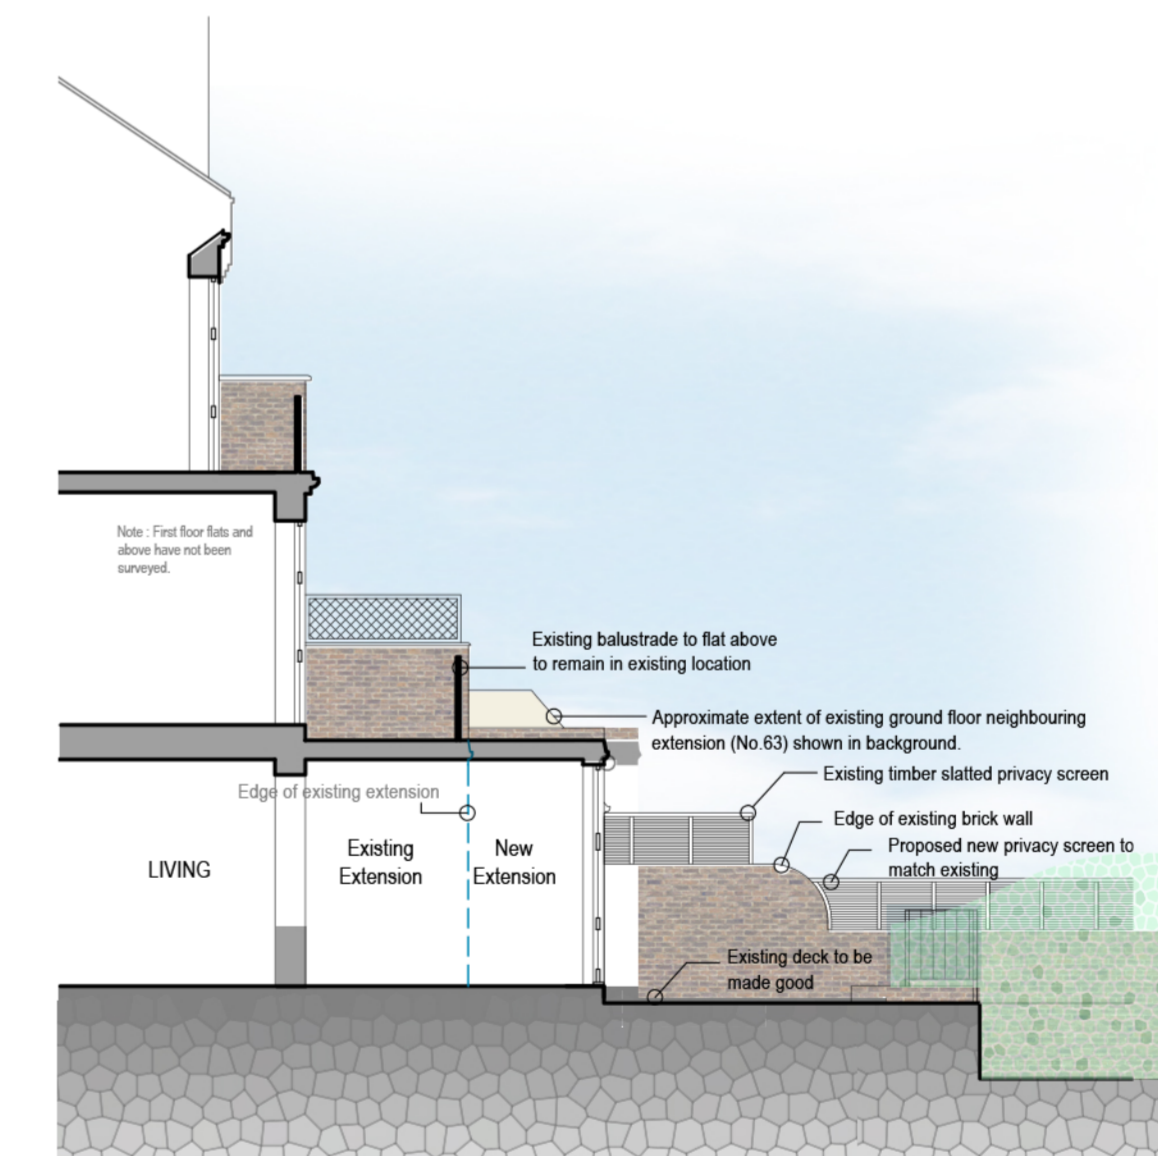 Note : First floor flats and
above have not been
surveyed.
Existing balustrade to flat above
to remain in existing location
Approximate extent of existing ground floor neighbouring
extension (No.63) shown in background.
Existing timber slatted privacy screen
Edge of existing extension
Edge of existing brick wall
Proposed new privacy screen to
match existing
LIVING
Existing
Extension
New
Extension
Existing deck to be
made good